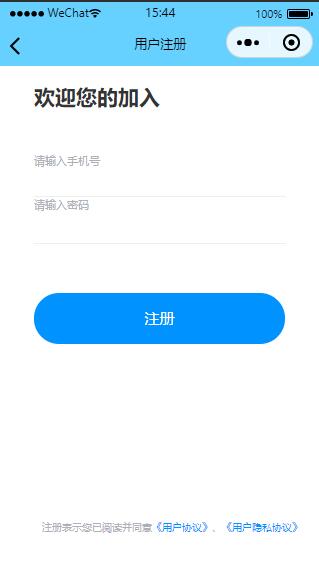 WeChat 15:44 100%
用户注册
欢迎您的加入
请输入手机号
请输入密码
注册
注册表示您已阅读并同意《用户协议》、《用户隐私协议》